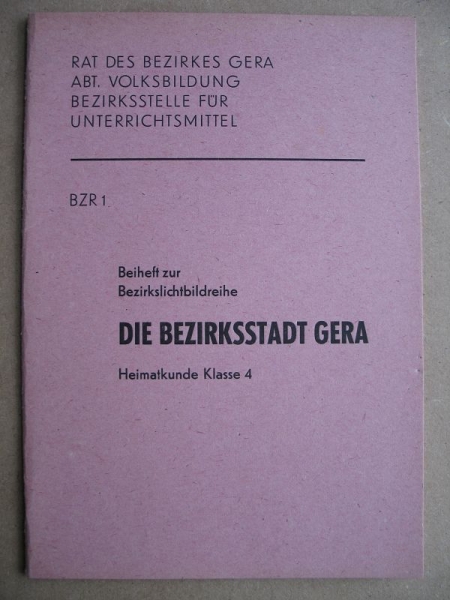 RAT DES BEZIRKES GERA
ABT. VOLKSBILDUNG
BEZIRKSSTELLE FÜR
UNTERRICHTSMITTEL
BZR 1
Beiheft zur
Bezirkslichtbildreihe
DIE BEZIRKSSTADT GERA
Heimatkunde Klasse 4